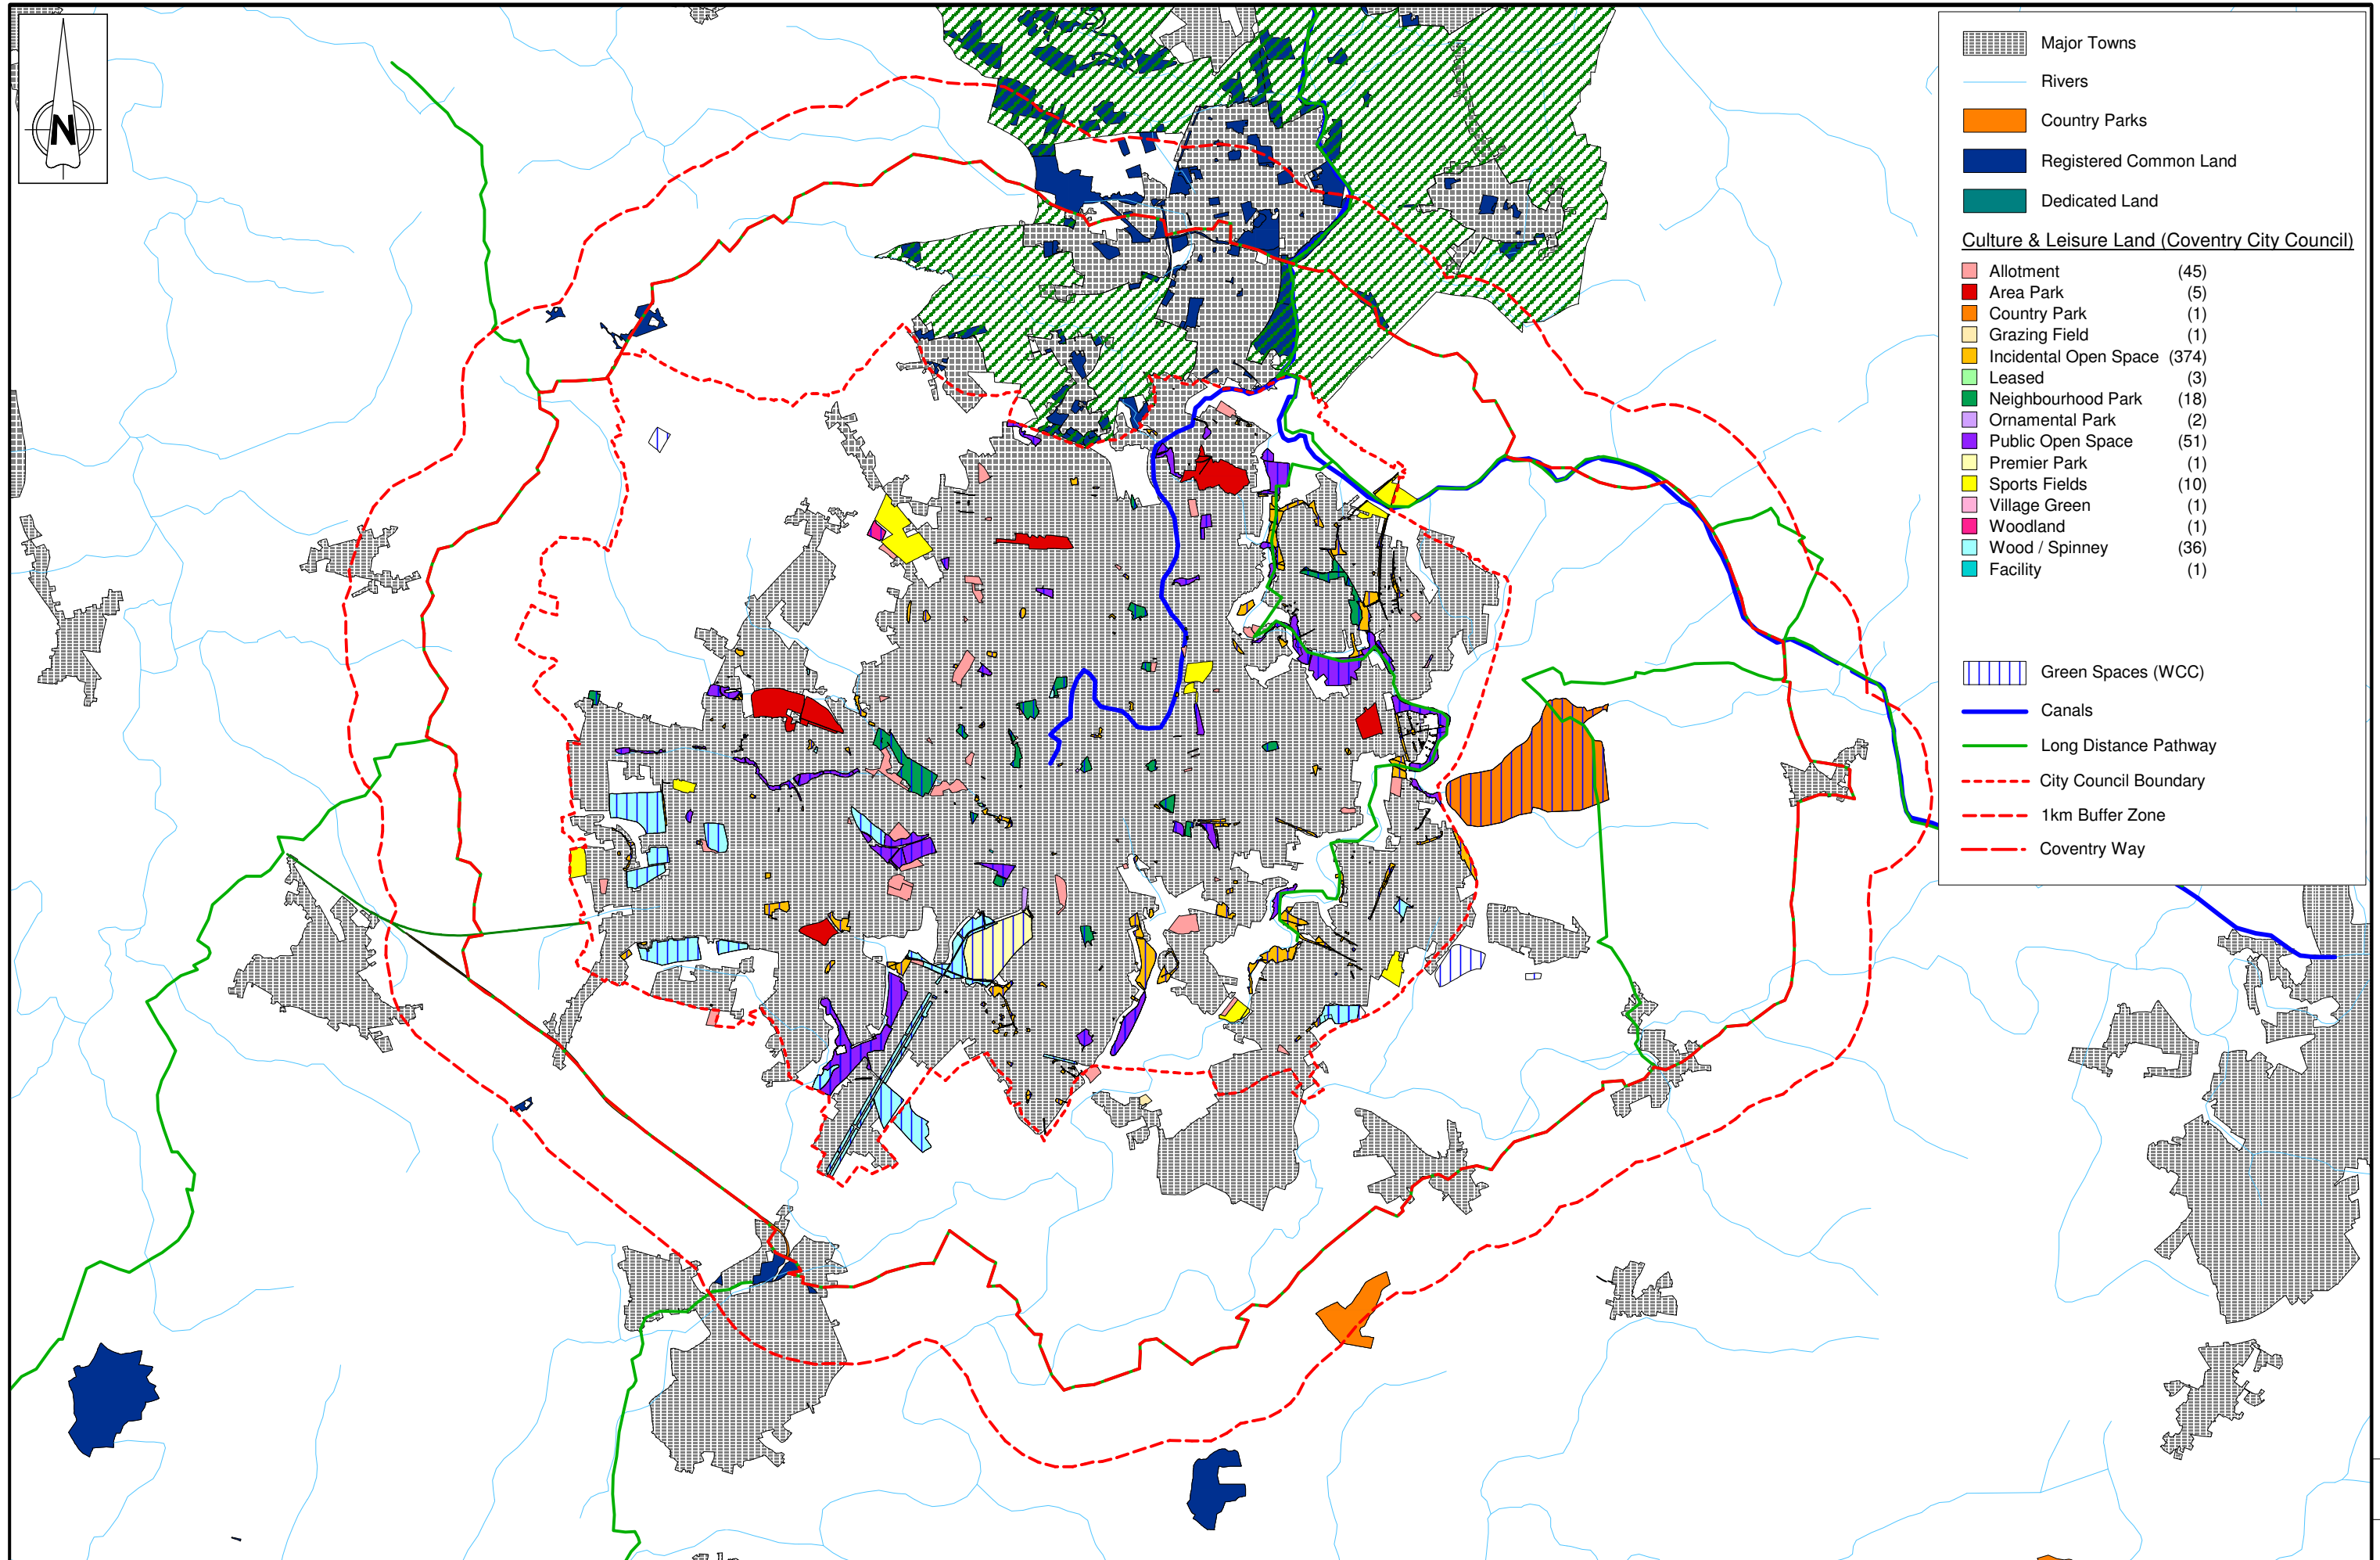 N
Major Towns
Rivers
Country Parks
Registered Common Land
Dedicated Land
Culture & Leisure Land (Coventry City Council)
Allotment (45)
Area Park (5)
Country Park (1)
Grazing Field (1)
Incidental Open Space (374)
Leased (3)
Neighbourhood Park (18)
Ornamental Park (2)
Public Open Space (51)
Premier Park (1)
Sports Fields (10)
Village Green (1)
Woodland (1)
Wood / Spinney (36)
Facility (1)
Green Spaces (WCC)
Canals
Long Distance Pathway
City Council Boundary
1km Buffer Zone
Coventry Way